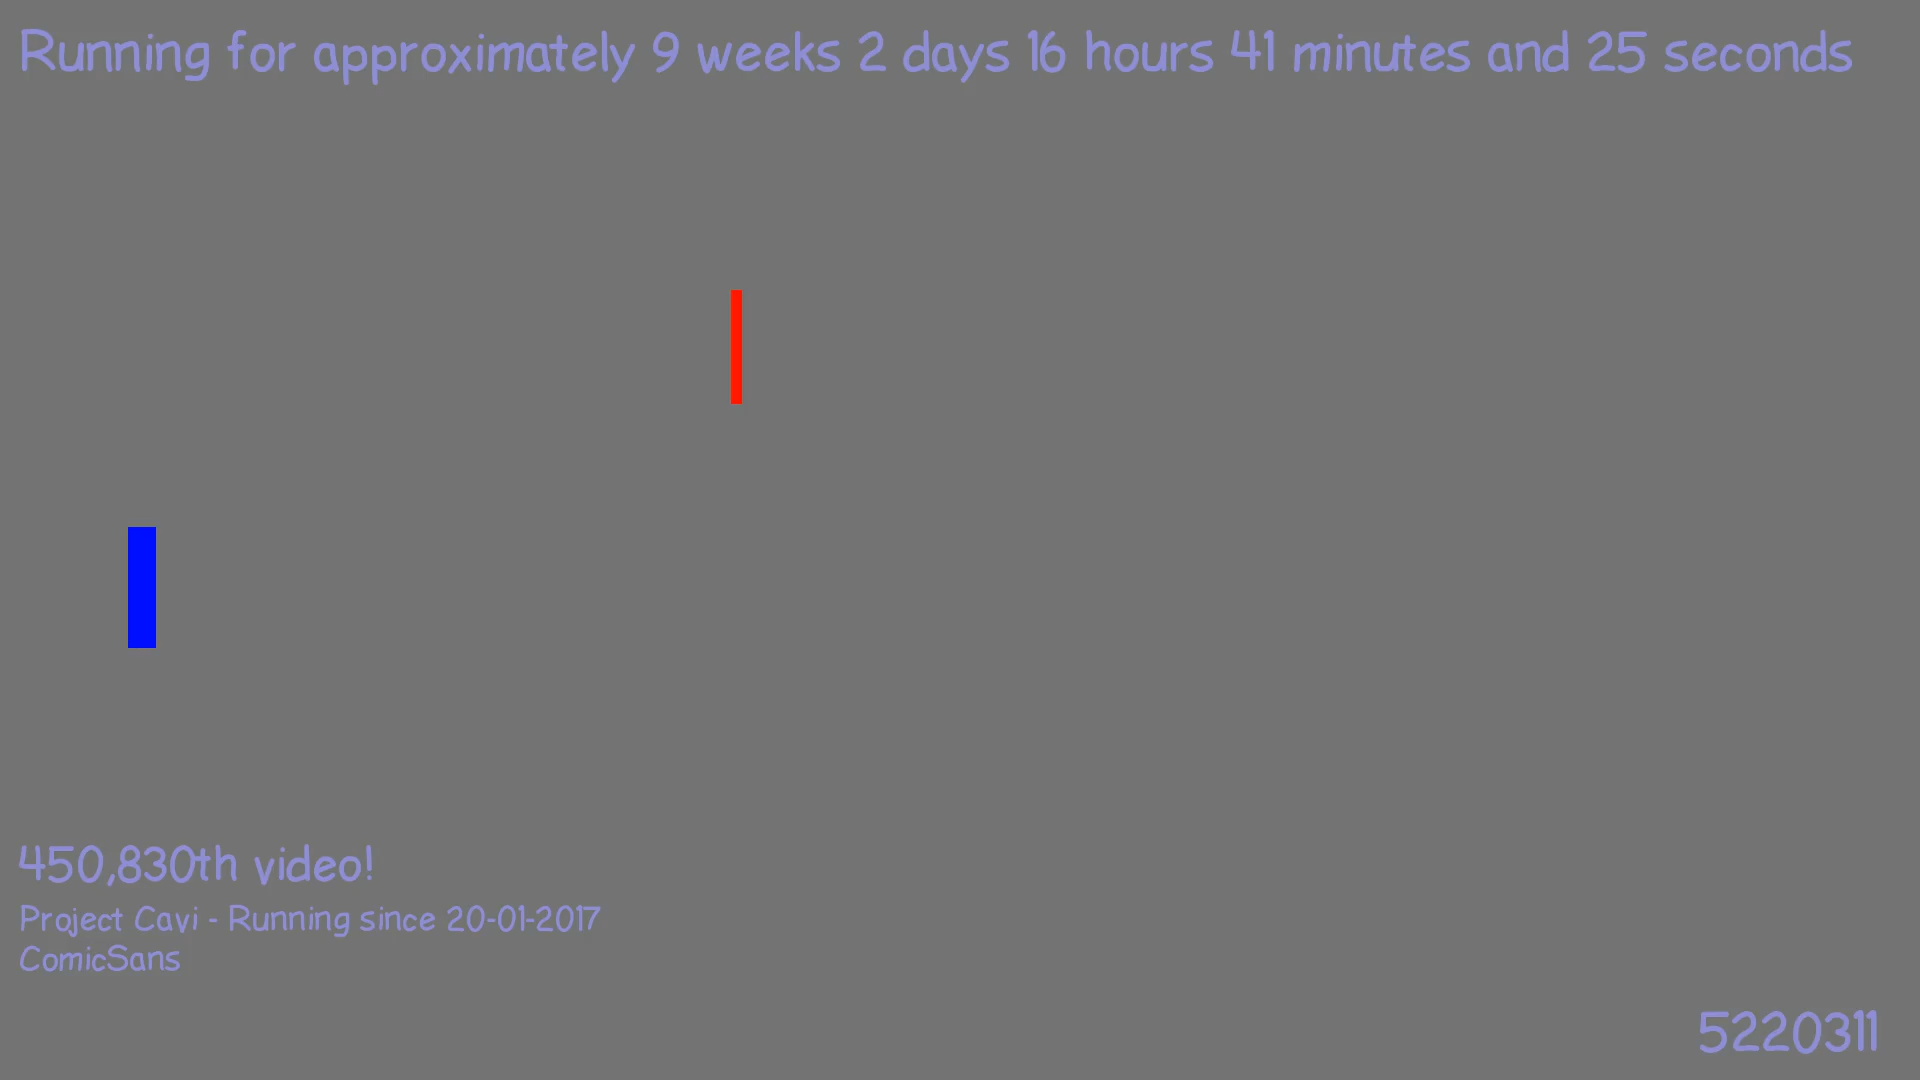 Running for approximately 9 weeks 2 days 16 hours 41 minutes and 25 seconds
450,830th video!
Project Cavi - Running since 20-01-2017
ComicSans
5220311